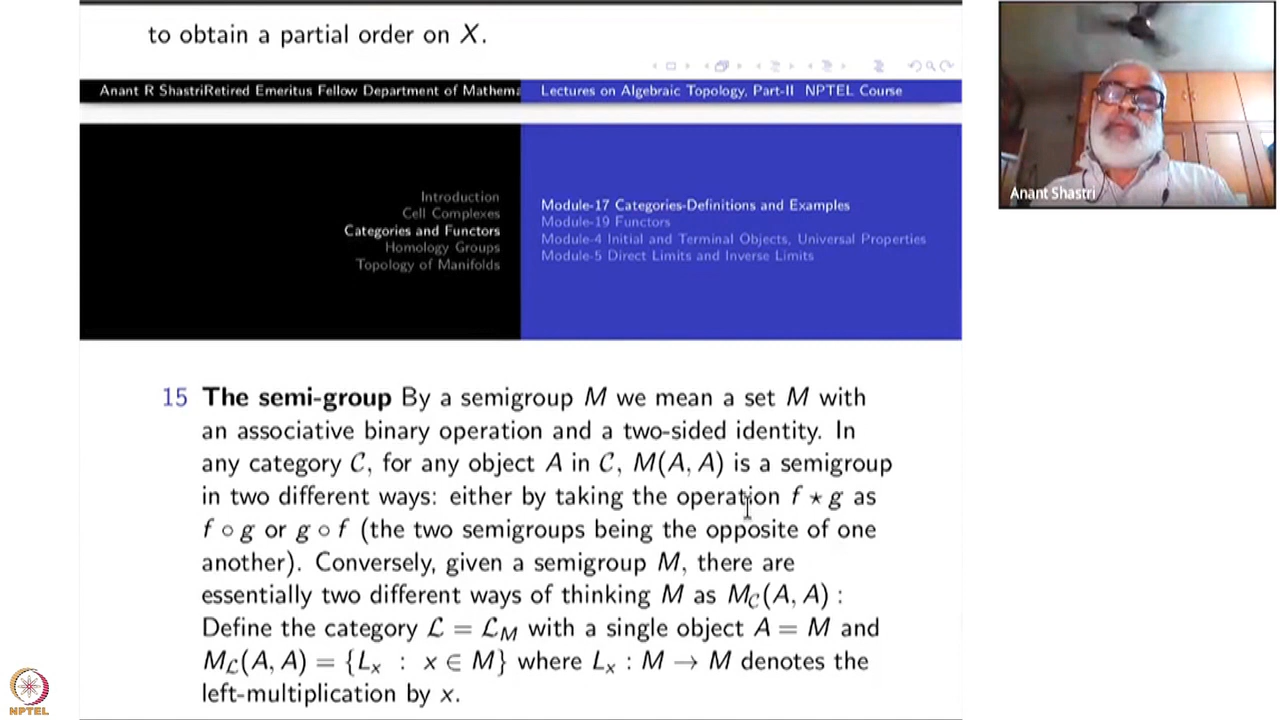 to obtain a partial order on X.
Anant R ShastriRetired Emeritus Fellow Department of Mathema
Lectures on Algebraic Topology, Part-II NPTEL Course
Introduction
Cell Complexes
Categories and Functors
Homology Groups
Topology of Manifolds
Module-17 Categories-Definitions and Examples
Module-19 Functors
Module-4 Initial and Terminal Objects, Universal Properties
Module-5 Direct Limits and Inverse Limits
15 The semi-group By a semigroup M we mean a set M with
an associative binary operation and a two-sided identity. In
any category 𝒞, for any object A in 𝒞, M(A, A) is a semigroup
in two different ways: either by taking the operation f ⋆ g as
f ∘ g or g ∘ f (the two semigroups being the opposite of one
another). Conversely, given a semigroup M, there are
essentially two different ways of thinking M as M_𝒞(A, A) :
Define the category ℒ = ℒ_M with a single object A = M and
M_ℒ(A, A) = {L_x : x ∈ M} where L_x : M → M denotes the
left-multiplication by x.
Anant Shastri
NPTEL